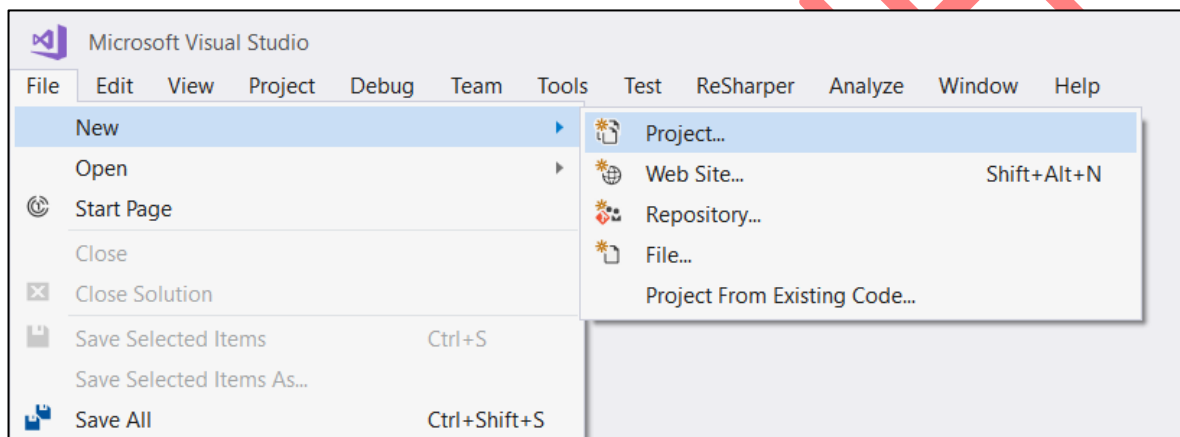 Microsoft Visual Studio
File Edit View Project Debug Team Tools Test ReSharper Analyze Window Help
New
Open
Start Page
Close
Close Solution
Save Selected Items Ctrl+S
Save Selected Items As...
Save All Ctrl+Shift+S
Project...
Web Site... Shift+Alt+N
Repository...
File...
Project From Existing Code...